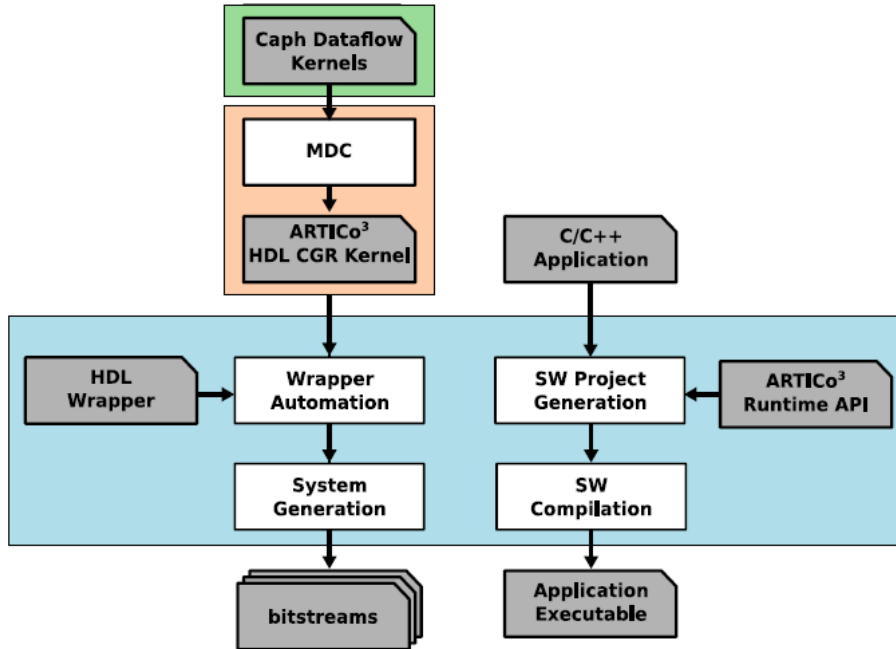 Caph Dataflow
Kernels
MDC
ARTICo³
HDL CGR Kernel
C/C++
Application
HDL
Wrapper
Wrapper
Automation
SW Project
Generation
ARTICo³
Runtime API
System
Generation
SW
Compilation
bitstreams
Application
Executable